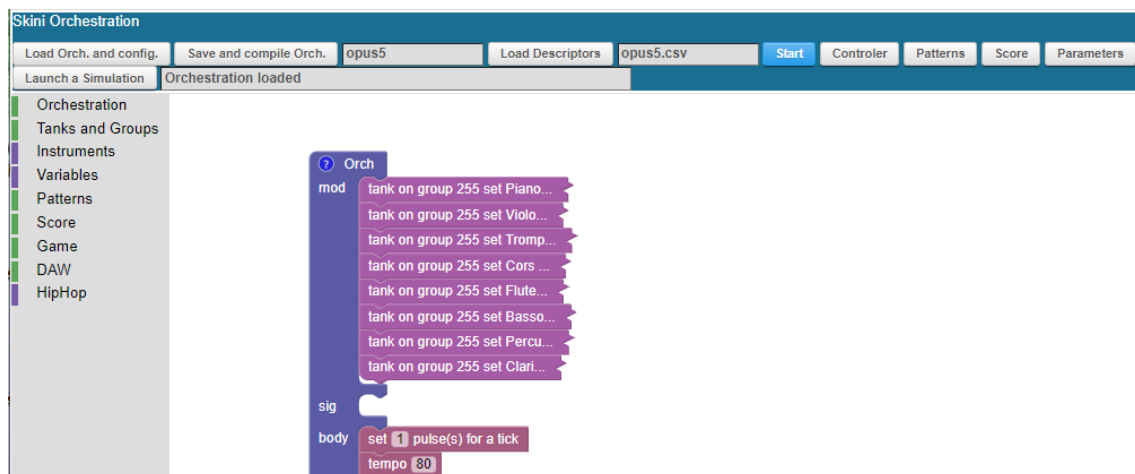 Skini Orchestration
Load Orch. and config. Save and compile Orch. opus5 Load Descriptors opus5.csv Start Controler Patterns Score Parameters
Launch a Simulation Orchestration loaded
Orchestration
Tanks and Groups
Instruments
Variables
Patterns
Score
Game
DAW
HipHop
? Orch
mod tank on group 255 set Piano...
tank on group 255 set Violo...
tank on group 255 set Tromp...
tank on group 255 set Cors ...
tank on group 255 set Flute...
tank on group 255 set Basso...
tank on group 255 set Percu...
tank on group 255 set Clari...
sig
body set 1 pulse(s) for a tick
tempo 80